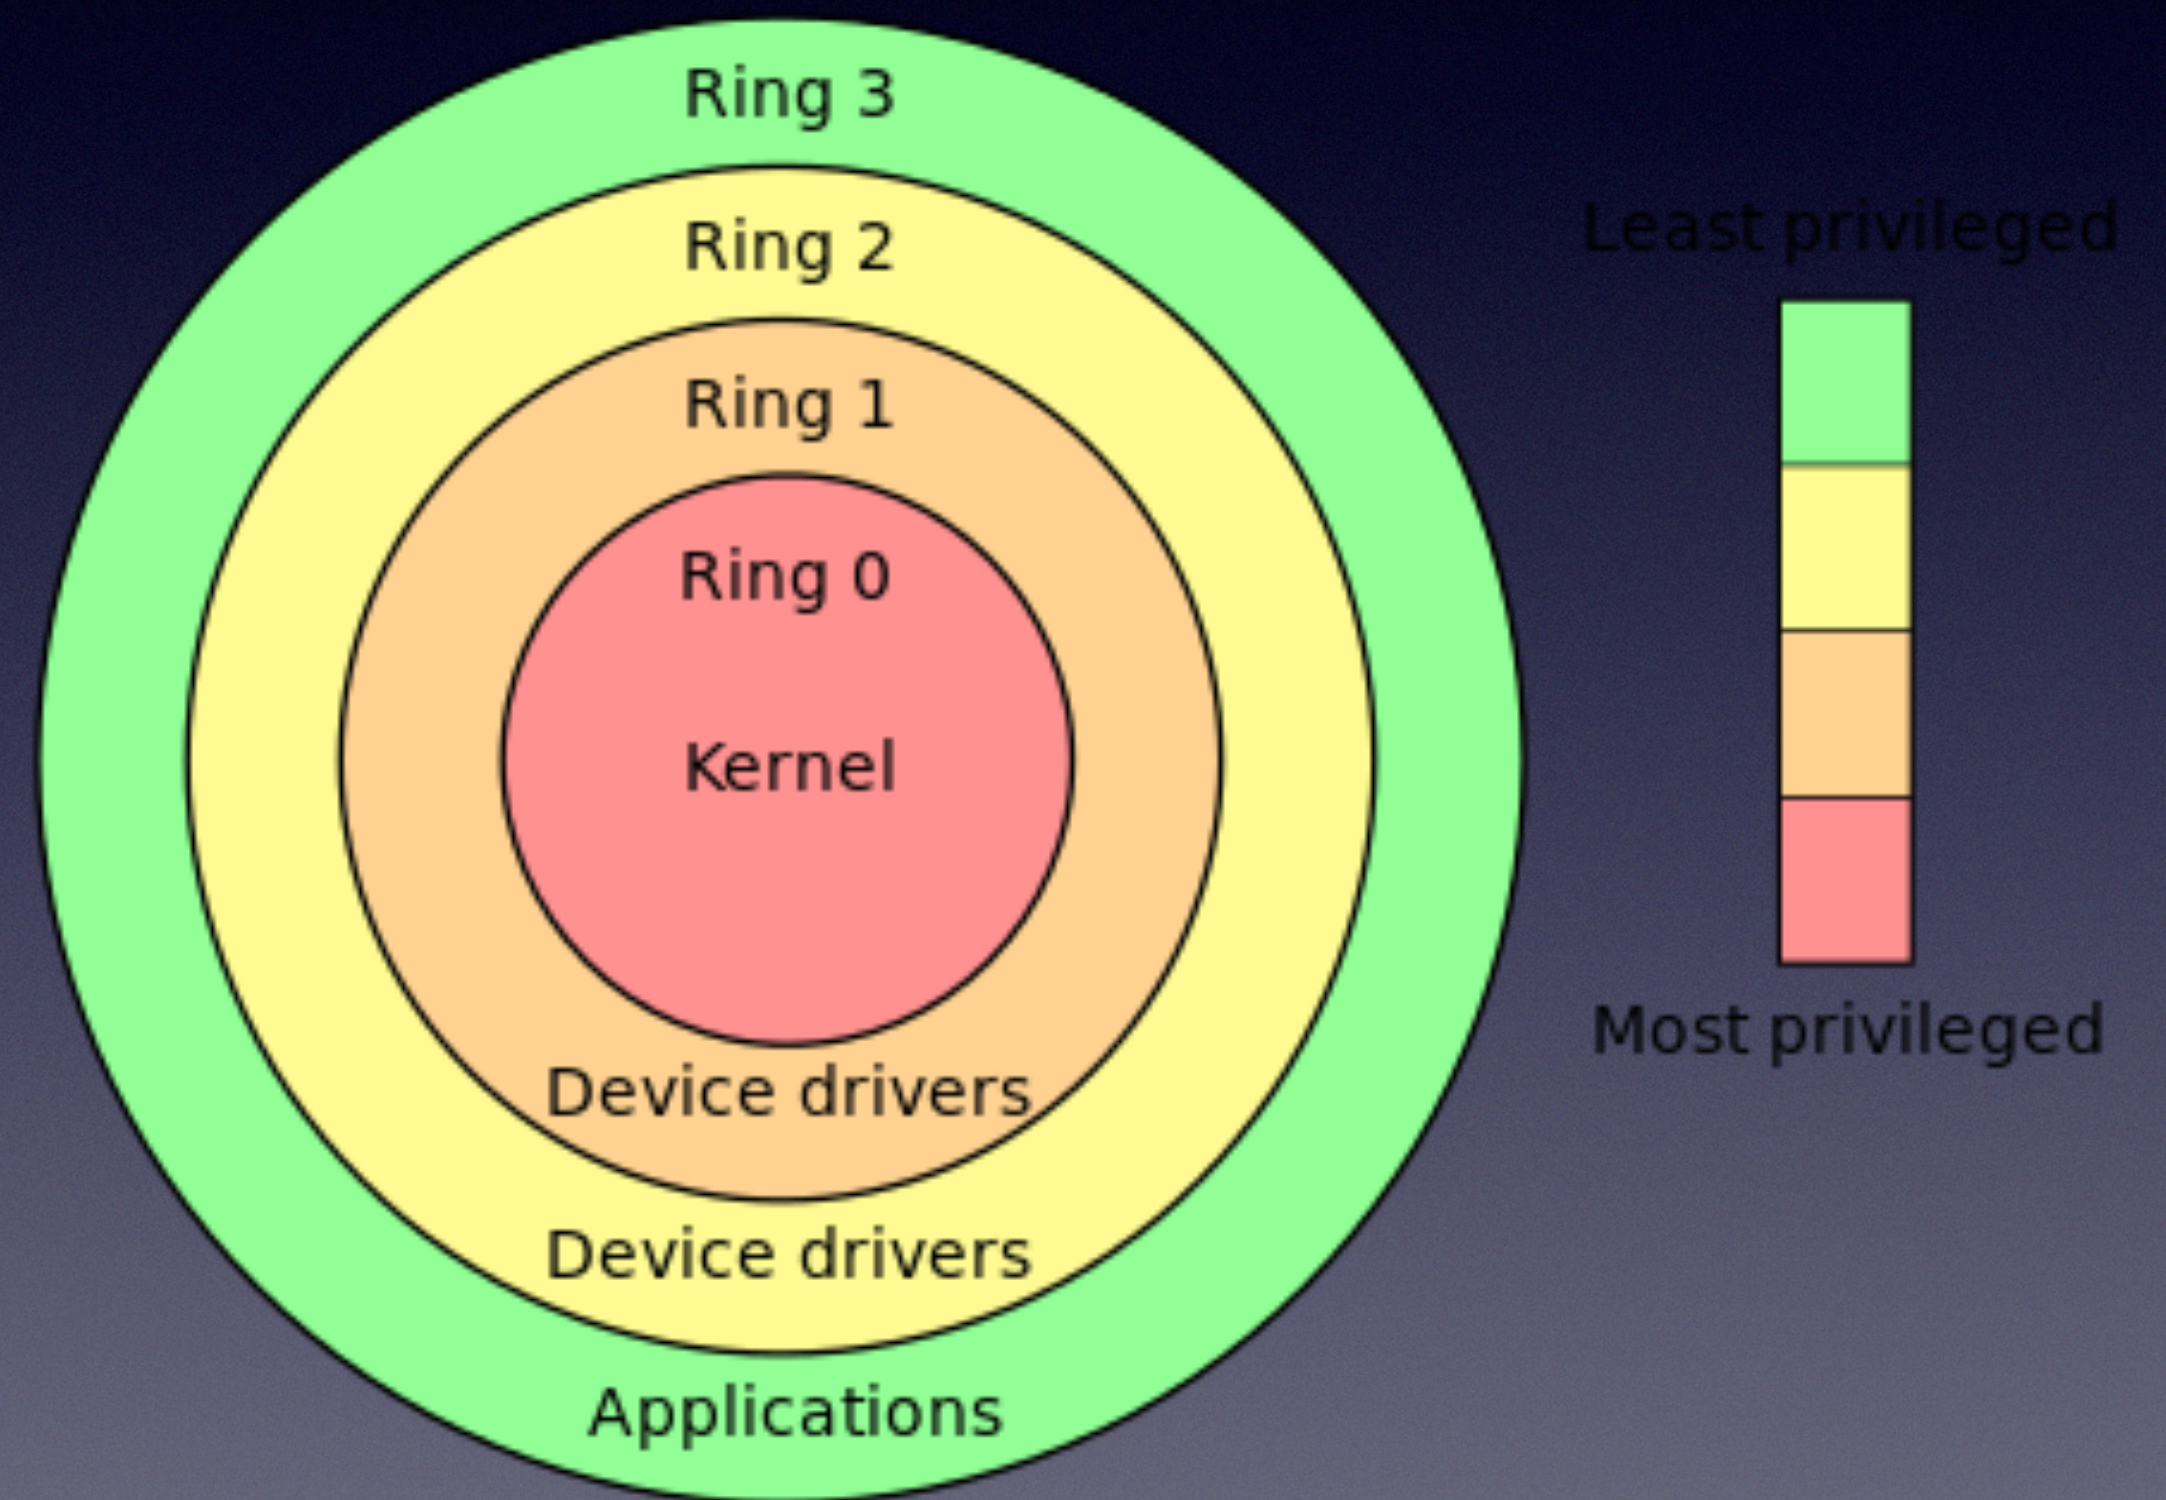 Ring 3
Ring 2
Ring 1
Ring 0
Kernel
Device drivers
Device drivers
Applications
Least privileged
Most privileged